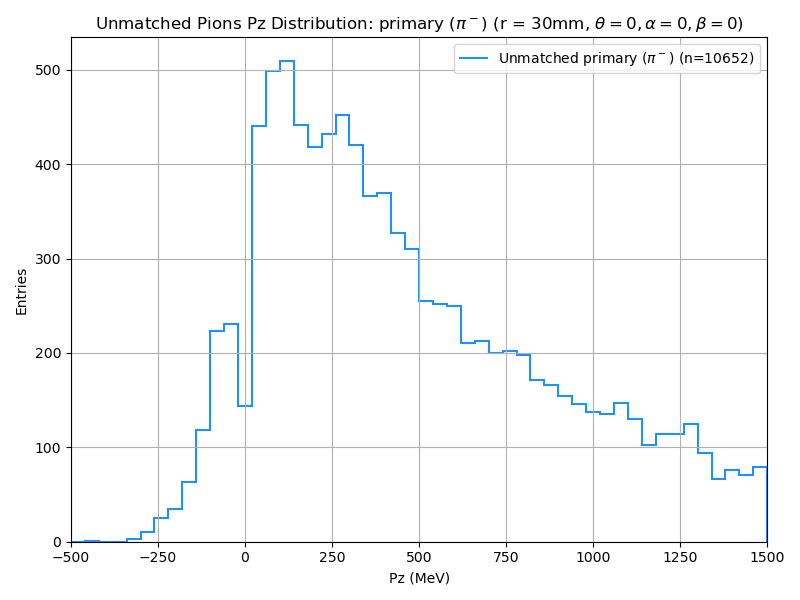 Unmatched Pions Pz Distribution: primary (π⁻) (r = 30mm, θ = 0, α = 0, β = 0)
Unmatched primary (π⁻) (n=10652)
500
400
300
200
100
0
Entries
−500 −250 0 250 500 750 1000 1250 1500
Pz (MeV)